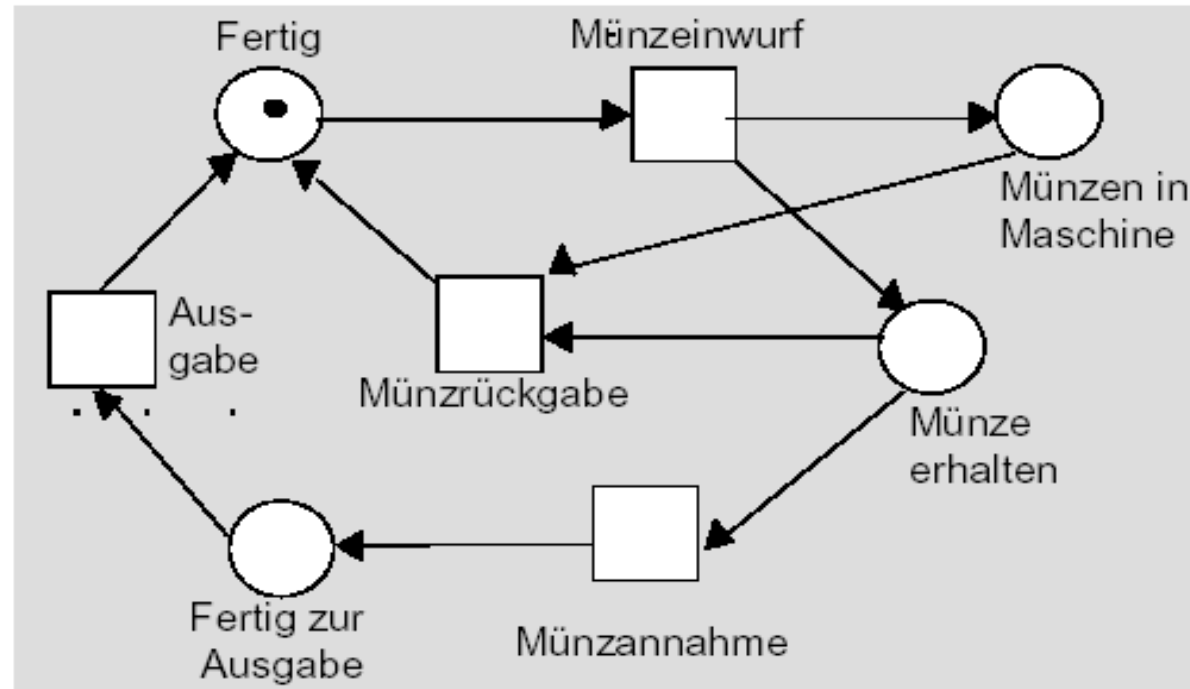 Fertig
Münzeinwurf
Münzen in
Maschine
Aus-
gabe
Münzrückgabe
Münze
erhalten
Fertig zur
Ausgabe
Münzannahme